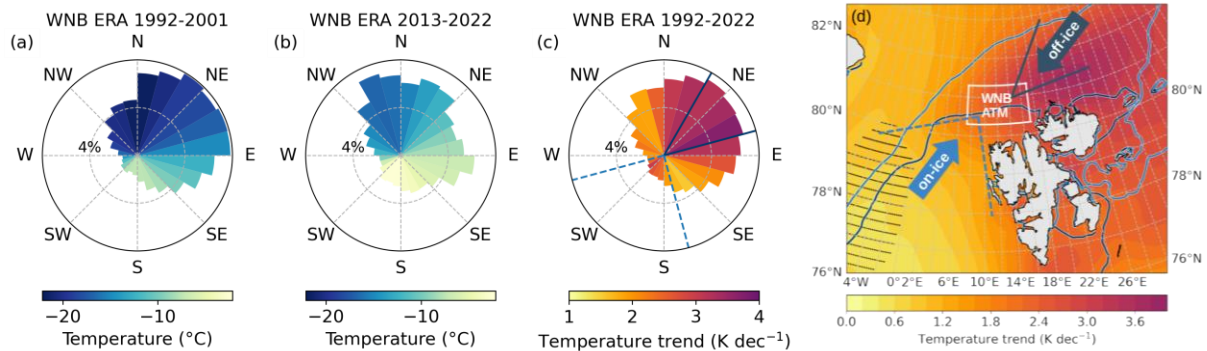 WNB ERA 1992-2001
(a)
N
NW
NE
W
4%
E
SW
SE
S
−20
−10
Temperature (°C)
WNB ERA 2013-2022
(b)
N
NW
NE
W
4%
E
SW
SE
S
−20
−10
Temperature (°C)
WNB ERA 1992-2022
(c)
N
NW
NE
W
4%
E
SW
SE
S
1
2
3
4
Temperature trend (K dec⁻¹)
(d)
82°N
80°N
78°N
76°N
80°N
78°N
76°N
off-ice
WNB
ATM
on-ice
4°W
0°
2°E
6°E
10°E
14°E
18°E
22°E
26°E
0.0
0.6
1.2
1.8
2.4
3.0
3.6
Temperature trend (K dec⁻¹)